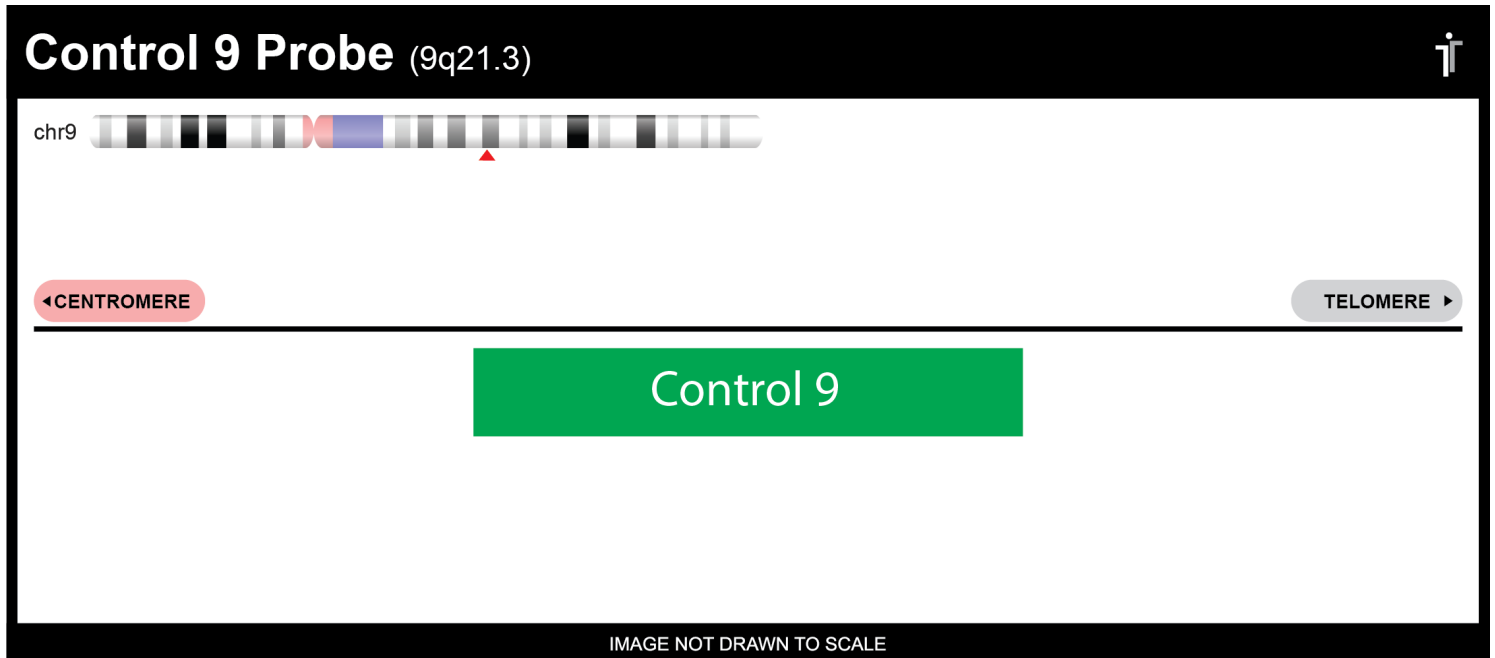 Control 9 Probe (9q21.3)
chr9
CENTROMERE
TELOMERE
Control 9
IMAGE NOT DRAWN TO SCALE